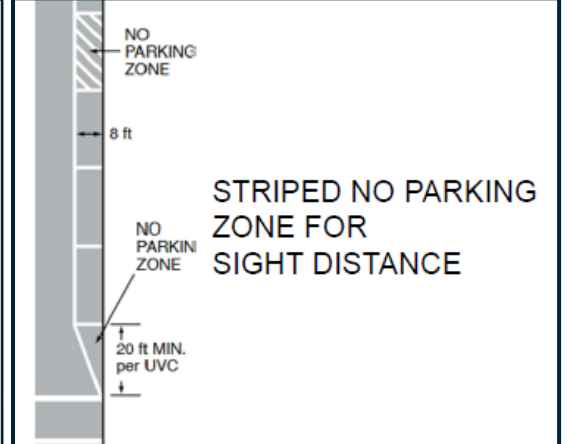 NO
PARKING
ZONE
8 ft
STRIPED NO PARKING
ZONE FOR
SIGHT DISTANCE
NO
PARKIN
ZONE
20 ft MIN.
per UVC